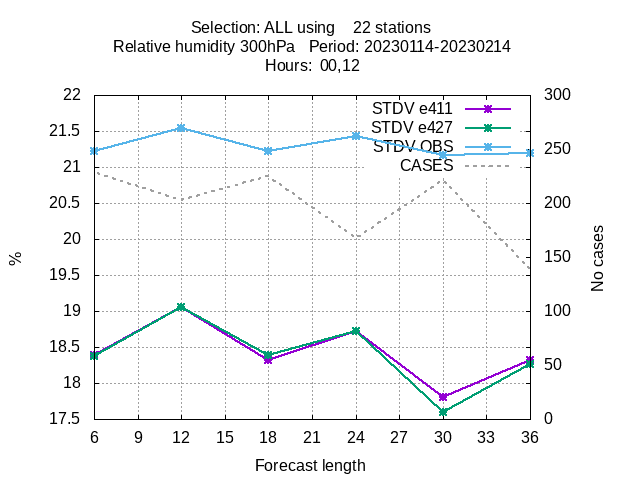 Selection: ALL using 22 stations
Relative humidity 300hPa Period: 20230114-20230214
Hours: 00,12
22 300
STDV e411
21.5 STDV e427
STDV OBS 250
21 CASES
20.5 200
20
% 19.5 150 No cases
19 100
18.5
18 50
17.5 0
6 9 12 15 18 21 24 27 30 33 36
Forecast length